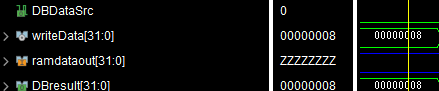 DBDataSrc 0
writeData[31:0] 00000008 00000008
ramdataout[31:0] ZZZZZZZZ
DBresult[31:0] 00000008 00000008